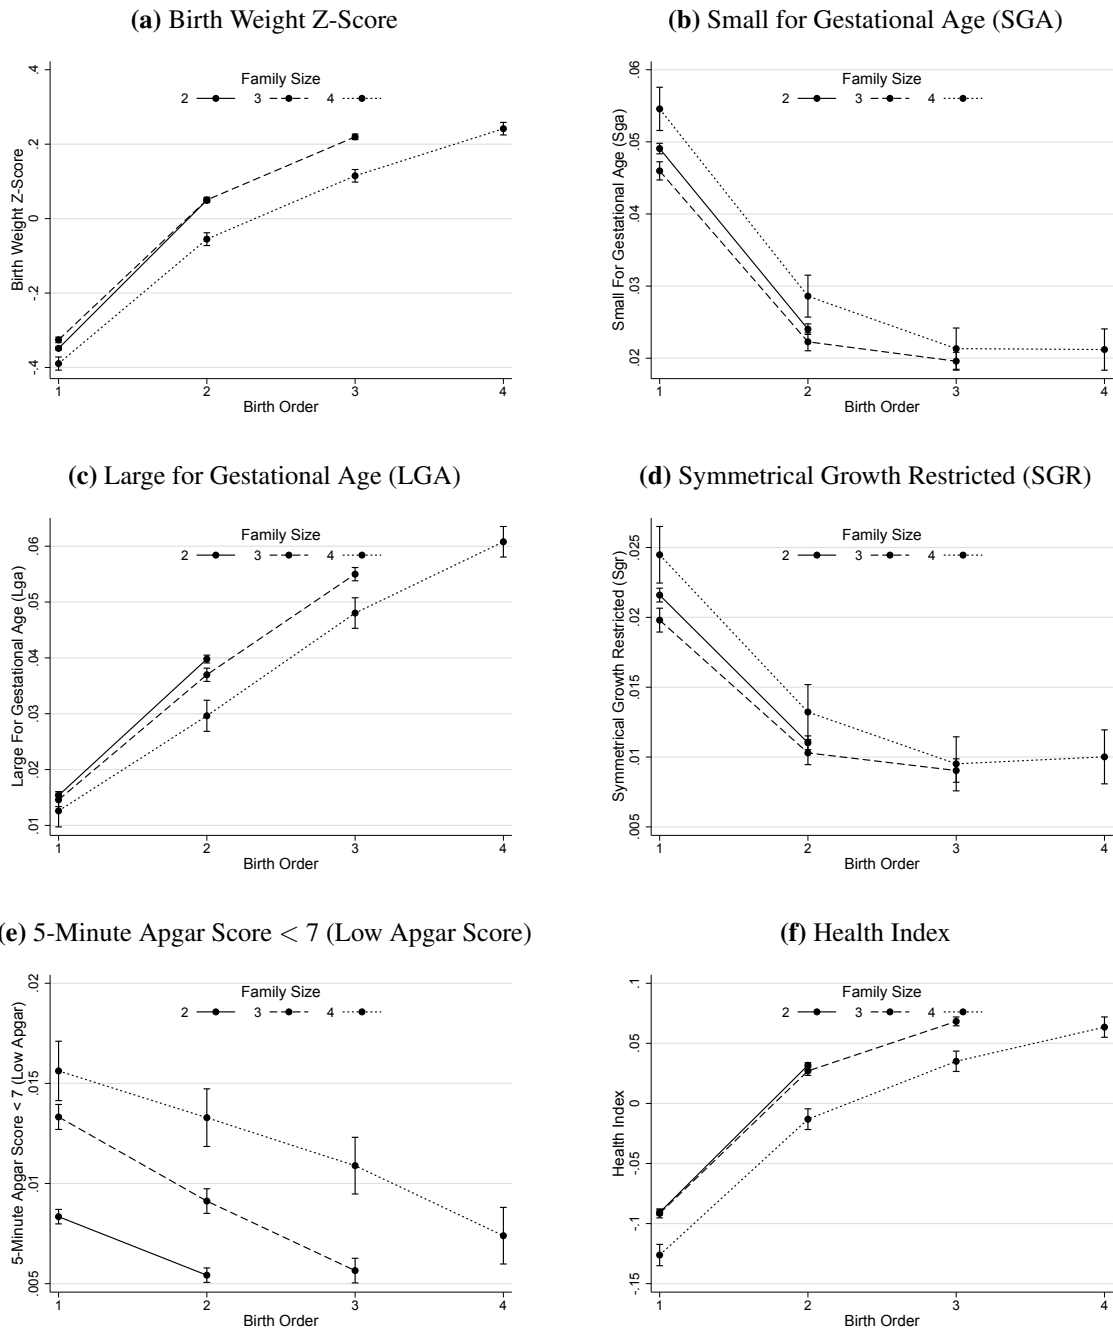 (a) Birth Weight Z-Score
Birth Weight Z-Score
.4
.2
0
-.2
-.4
Family Size
2 3 4
1 2 3 4
Birth Order
(b) Small for Gestational Age (SGA)
Small For Gestational Age (Sga)
.06
.05
.04
.03
.02
Family Size
2 3 4
1 2 3 4
Birth Order
(c) Large for Gestational Age (LGA)
Large For Gestational Age (Lga)
.06
.05
.04
.03
.02
.01
Family Size
2 3 4
1 2 3 4
Birth Order
(d) Symmetrical Growth Restricted (SGR)
Symmetrical Growth Restricted (Sgr)
.025
.02
.015
.01
.005
Family Size
2 3 4
1 2 3 4
Birth Order
(e) 5-Minute Apgar Score < 7 (Low Apgar Score)
5-Minute Apgar Score < 7 (Low Apgar)
.02
.015
.01
.005
Family Size
2 3 4
1 2 3 4
Birth Order
(f) Health Index
Health Index
.1
.05
0
-.05
-.1
-.15
Family Size
2 3 4
1 2 3 4
Birth Order